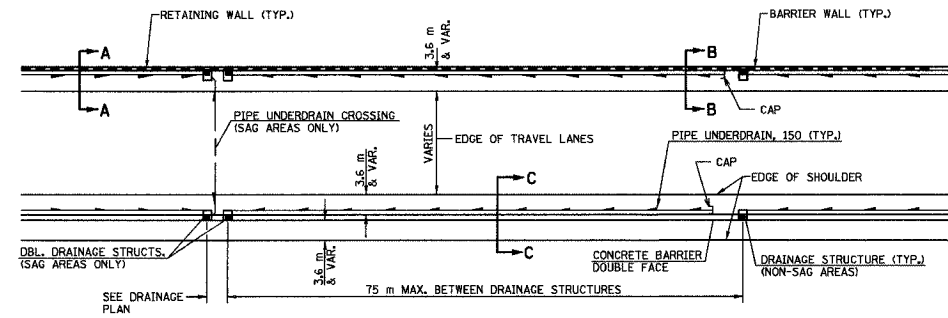 RETAINING WALL (TYP.)
BARRIER WALL (TYP.)
3.6 m
& VAR.
A
B
A
B
CAP
PIPE UNDERDRAIN CROSSING
(SAG AREAS ONLY)
VARIES
EDGE OF TRAVEL LANES
PIPE UNDERDRAIN, 150 (TYP.)
3.6 m
& VAR.
C
CAP
EDGE OF SHOULDER
C
DBL. DRAINAGE STRUCTS.
(SAG AREAS ONLY)
3.6 m
& VAR.
CONCRETE BARRIER
DOUBLE FACE
DRAINAGE STRUCTURE (TYP.)
(NON-SAG AREAS)
SEE DRAINAGE
PLAN
75 m MAX. BETWEEN DRAINAGE STRUCTURES